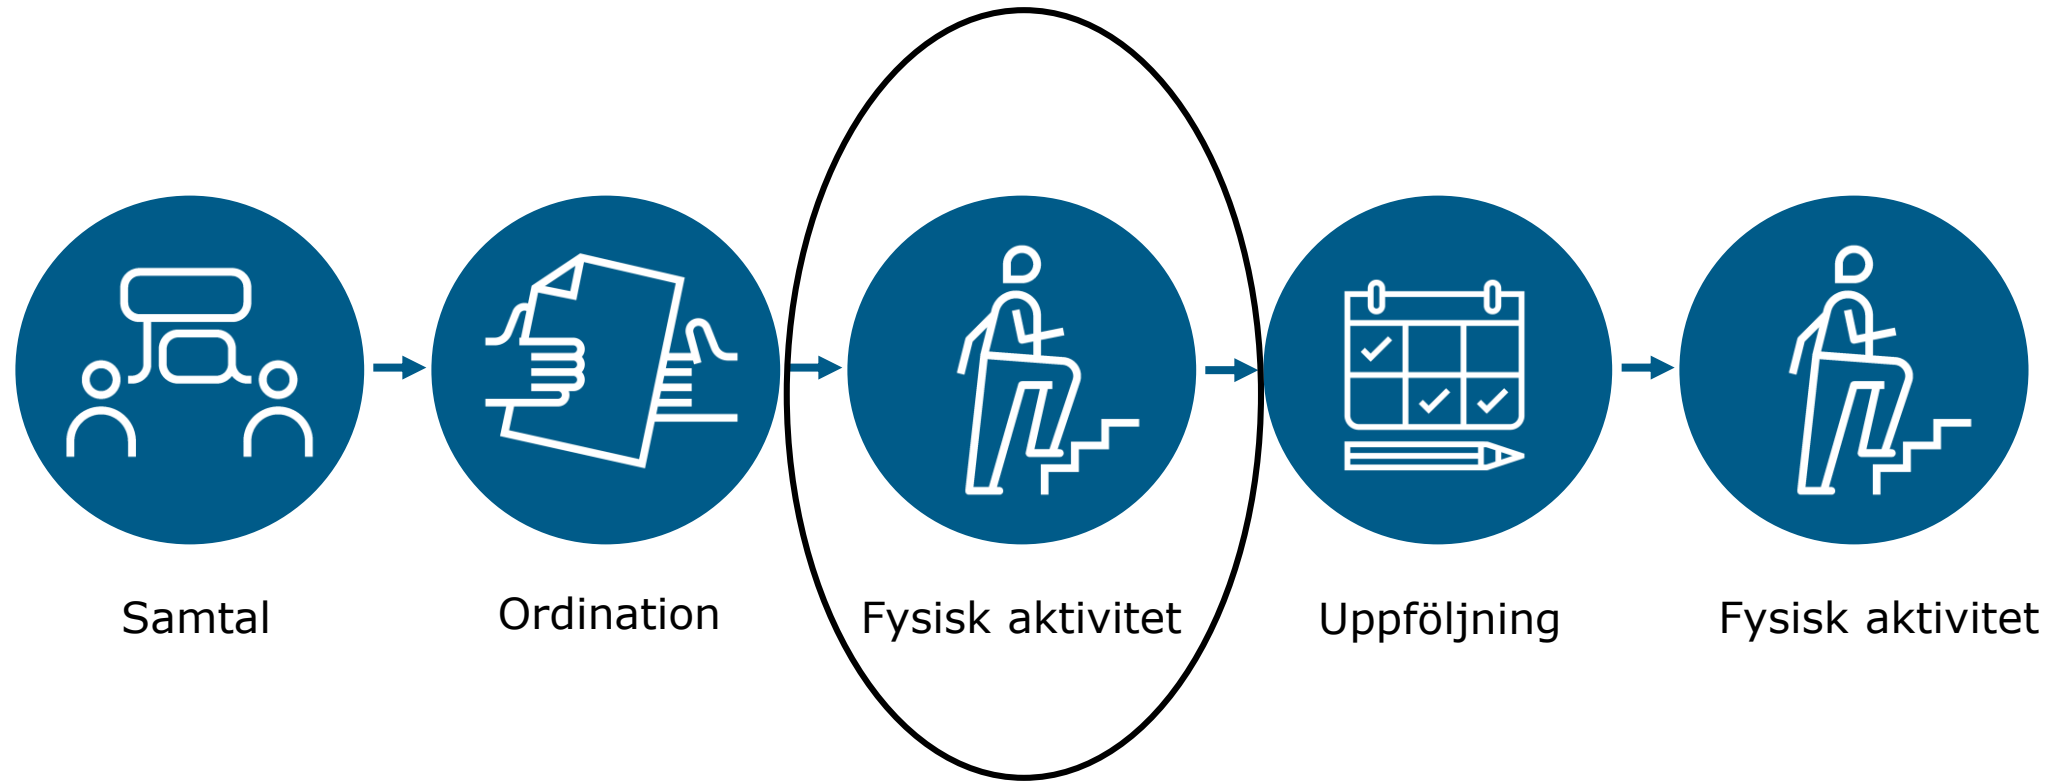 Samtal
Ordination
Fysisk aktivitet
Uppföljning
Fysisk aktivitet